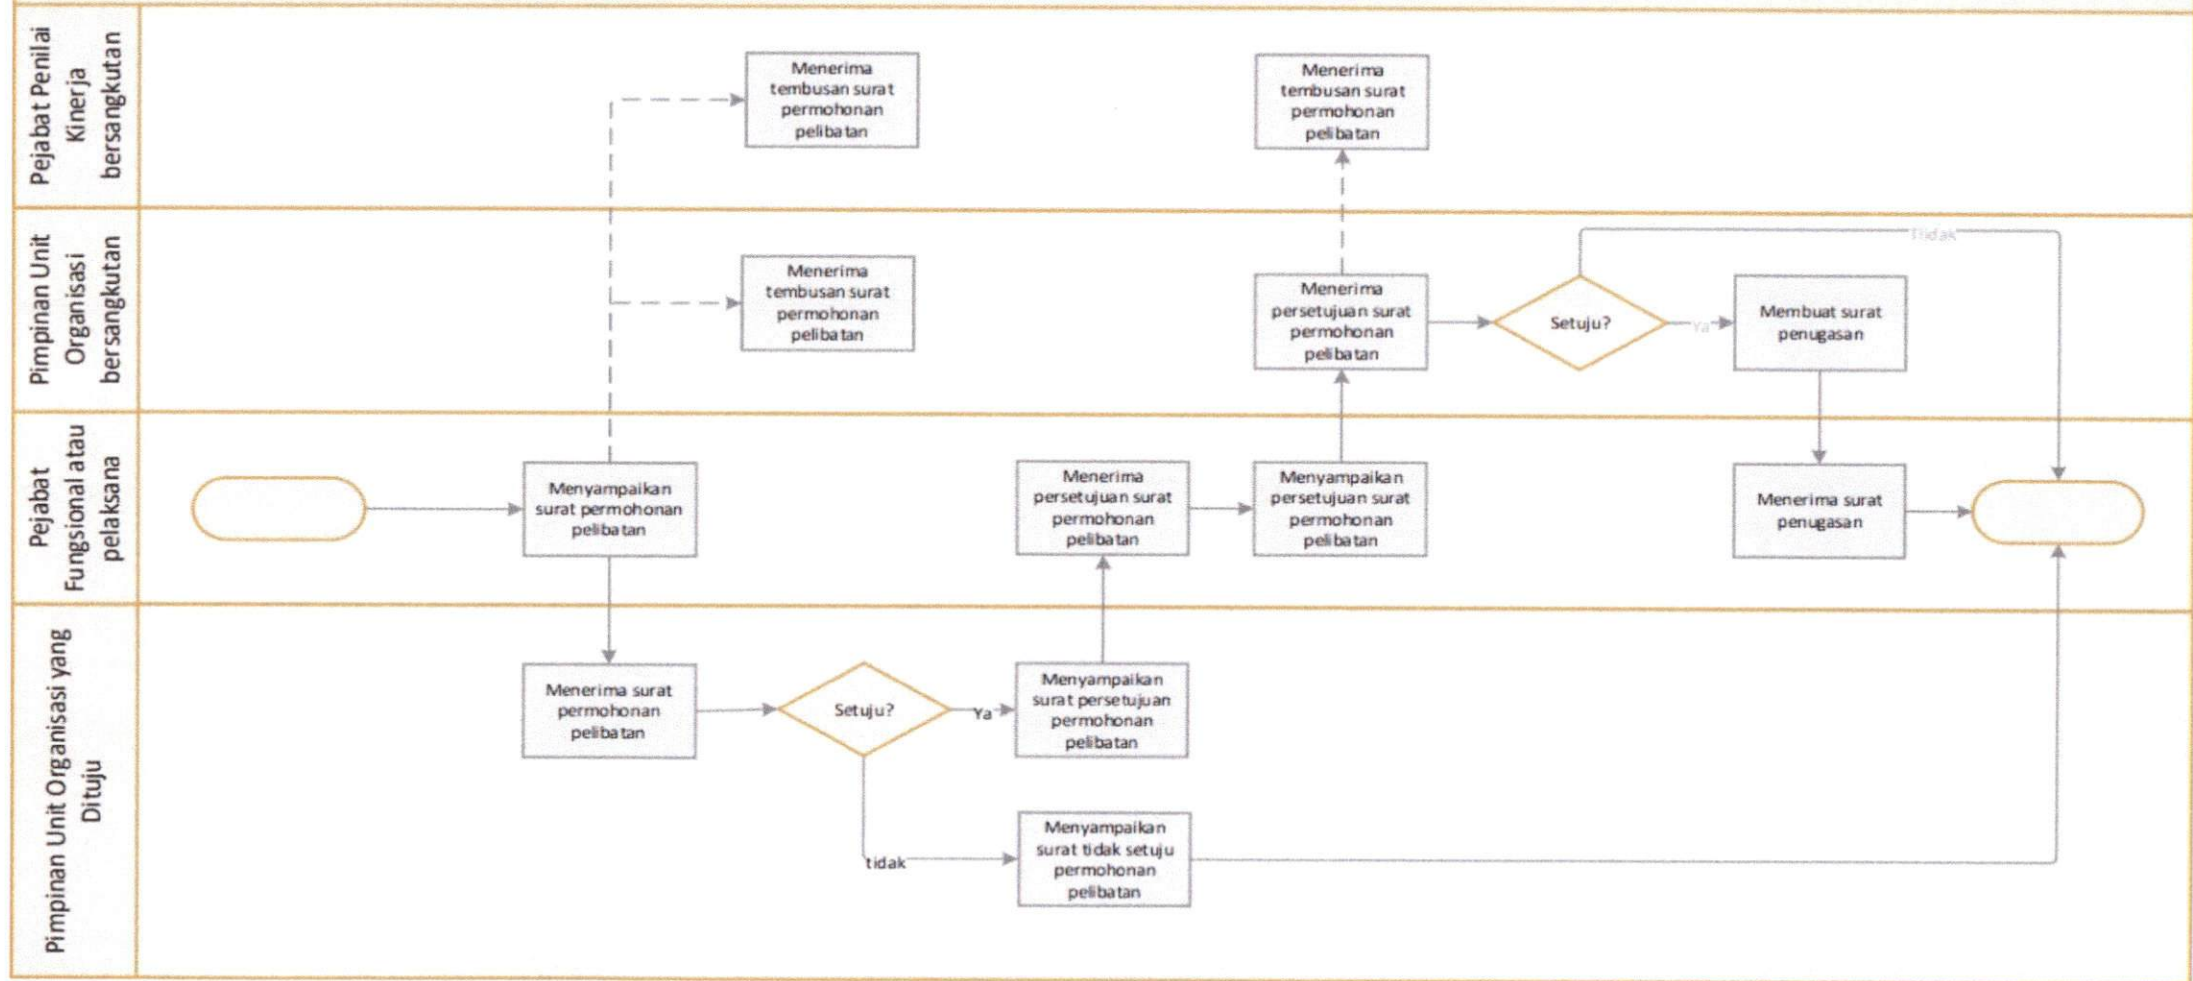 Pejabat Penilai
Kinerja
bersangkutan
Menerima
tembusan surat
permohonan
pelibatan
Menerima
tembusan surat
permohonan
pelibatan
Pimpinan Unit
Organisasi
bersangkutan
Menerima
tembusan surat
permohonan
pelibatan
Menerima
persetujuan surat
permohonan
pelibatan
Setuju?
Ya
Membuat surat
penugasan
Pejabat
Fungsional atau
pelaksana
Menyampaikan
surat permohonan
pelibatan
Menerima
persetujuan surat
permohonan
pelibatan
Menyampaikan
persetujuan surat
permohonan
pelibatan
Menerima surat
penugasan
Pimpinan Unit Organisasi yang
Dituju
Menerima surat
permohonan
pelibatan
Setuju?
Ya
Menyampaikan
surat persetujuan
permohonan
pelibatan
tidak
Menyampaikan
surat tidak setuju
permohonan
pelibatan